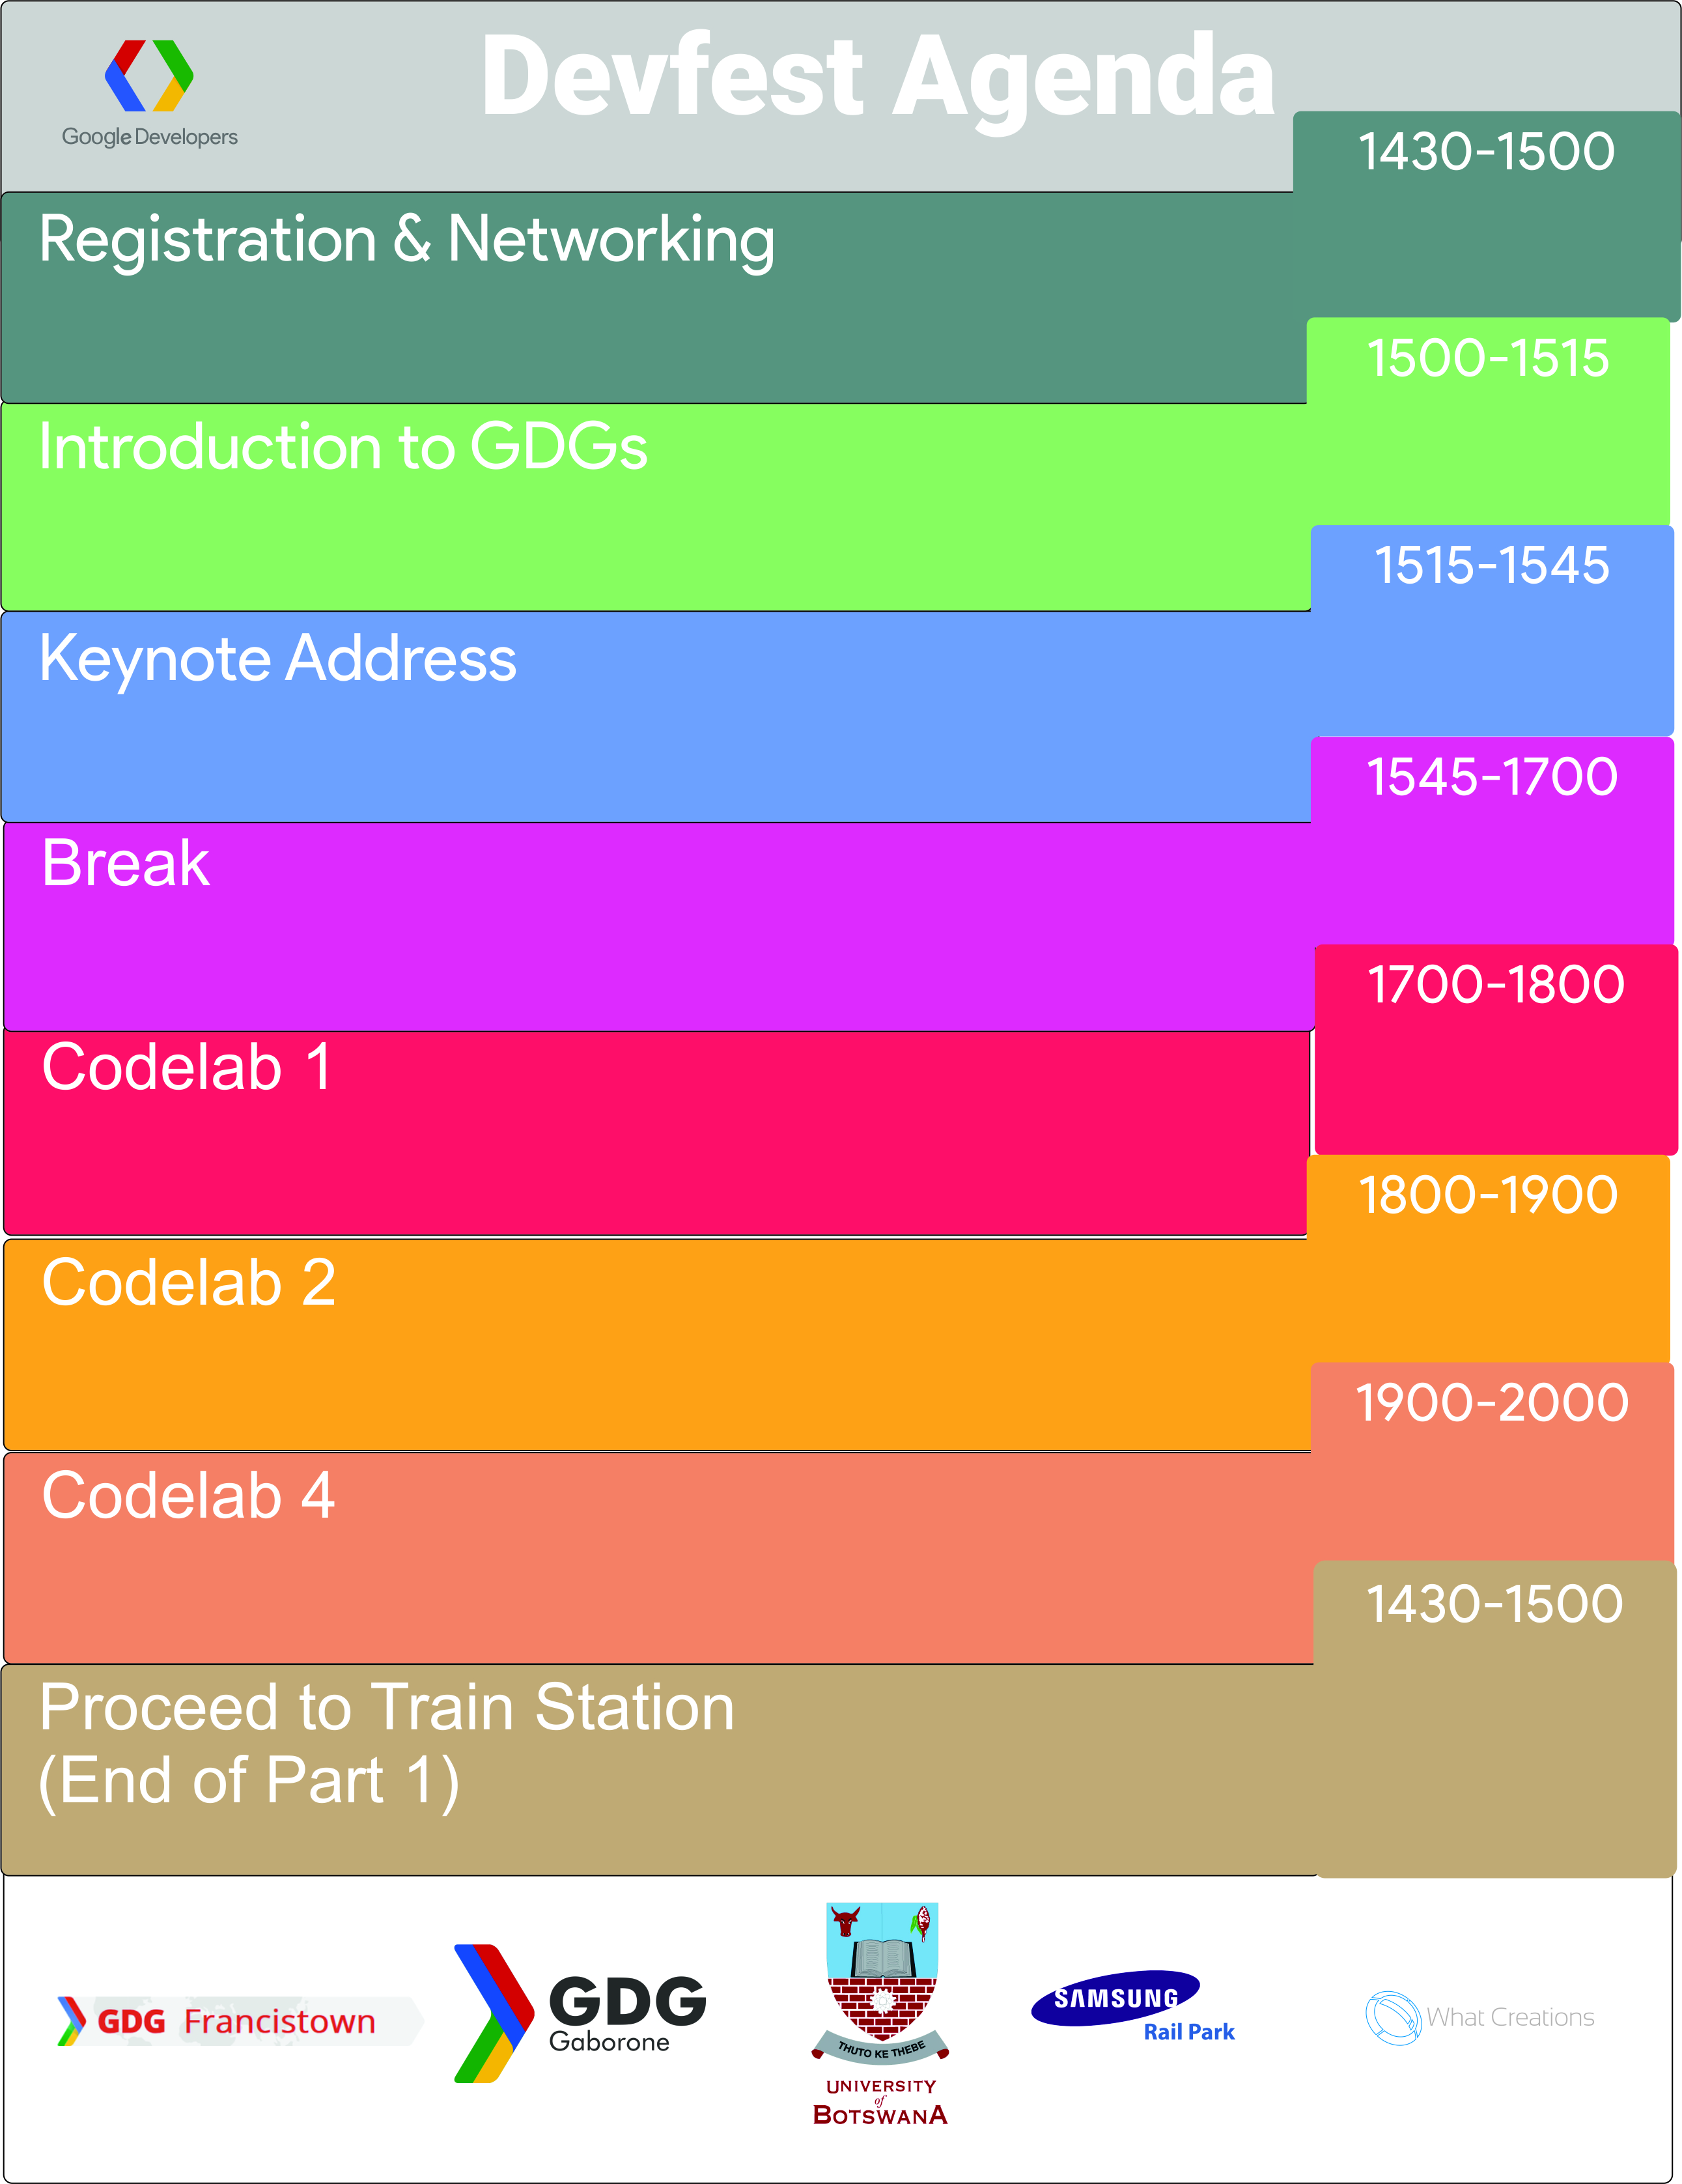 Devfest Agenda
Google Developers
1430-1500
Registration & Networking
1500-1515
Introduction to GDGs
1515-1545
Keynote Address
1545-1700
Break
1700-1800
Codelab 1
1800-1900
Codelab 2
1900-2000
Codelab 4
1430-1500
Proceed to Train Station
(End of Part 1)
GDG Francistown
GDG
Gaborone
THUTO KE THEBE
UNIVERSITY
of
BOTSWANA
SAMSUNG
Rail Park
What Creations